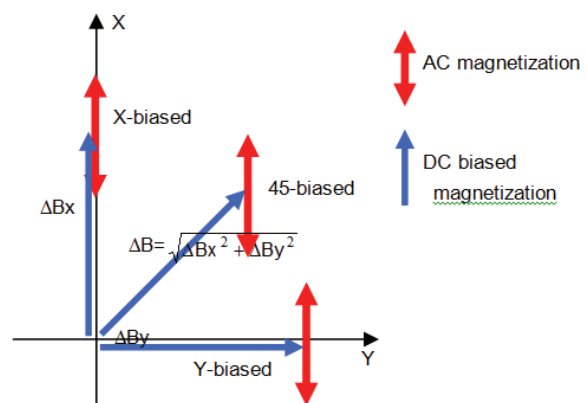 X
AC magnetization
X-biased
DC biased
magnetization
45-biased
ΔBx
ΔB=√ΔBx² + ΔBy²
ΔBy
Y
Y-biased